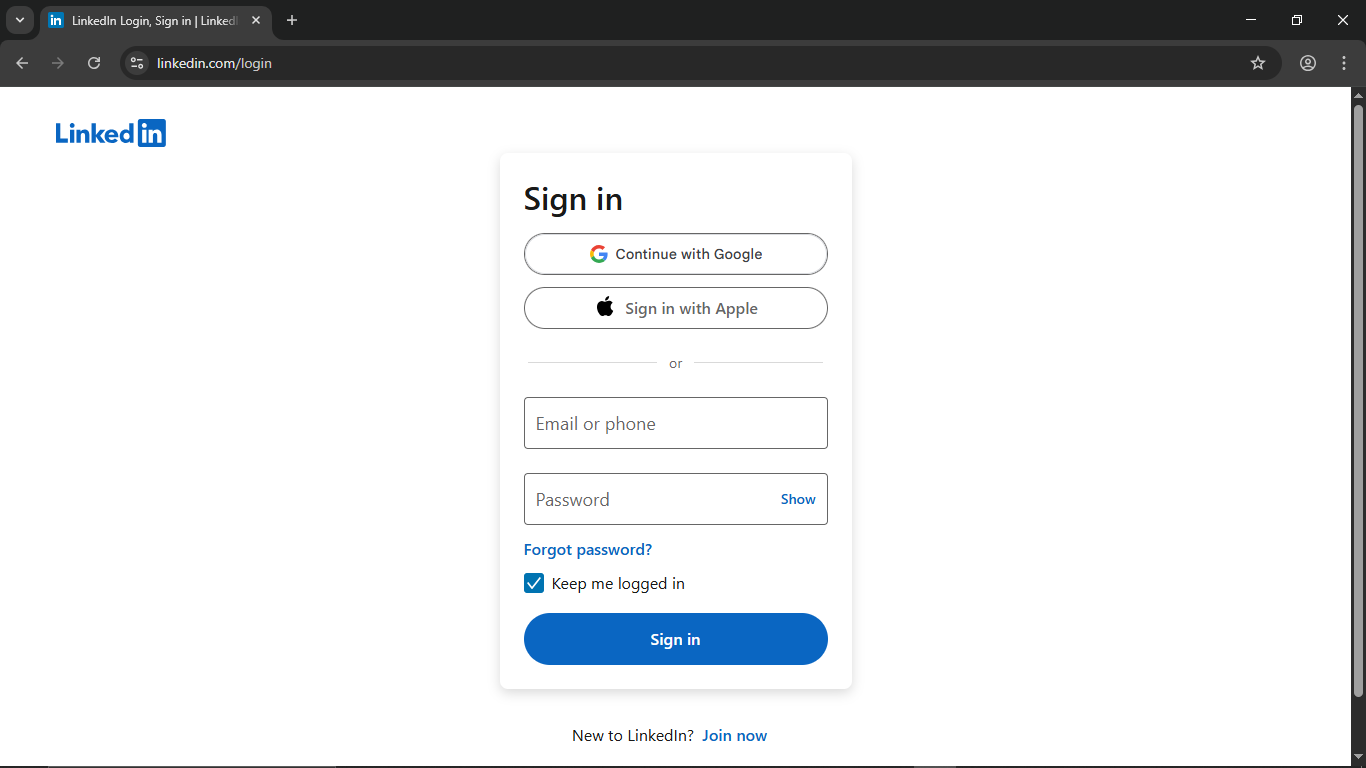 LinkedIn Login, Sign in | Linked
linkedin.com/login
Linkedin
Sign in
Continue with Google
Sign in with Apple
or
Email or phone
Password
Show
Forgot password?
Keep me logged in
Sign in
New to LinkedIn? Join now